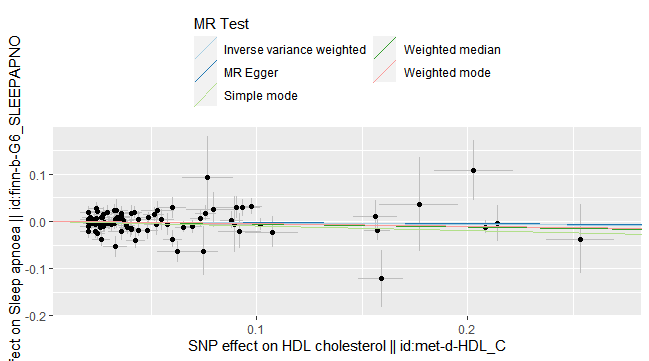 MR Test
Inverse variance weighted
Weighted median
MR Egger
Weighted mode
Simple mode
fect on Sleep apnoea || id:finn-b-G6_SLEEPAPNO
0.1
0.0
-0.1
-0.2
0.1
0.2
SNP effect on HDL cholesterol || id:met-d-HDL_C